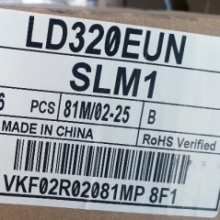 LD320EUN
SLM1
6 PCS 81M/02-25 B
MADE IN CHINA
RoHS Verified
VKF02R02081MP 8F1